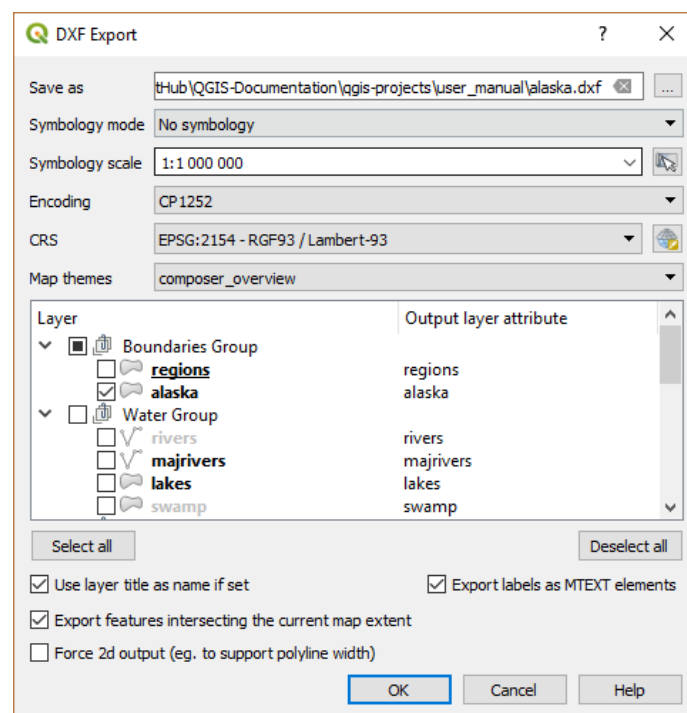 DXF Export
Save as tHub\QGIS-Documentation\qgis-projects\user_manual\alaska.dxf ...
Symbology mode No symbology
Symbology scale 1:1 000 000
Encoding CP1252
CRS EPSG:2154 - RGF93 / Lambert-93
Map themes composer_overview
Layer Output layer attribute
Boundaries Group
regions regions
alaska alaska
Water Group
rivers rivers
majrivers majrivers
lakes lakes
swamp swamp
Select all Deselect all
Use layer title as name if set Export labels as MTEXT elements
Export features intersecting the current map extent
Force 2d output (eg. to support polyline width)
OK Cancel Help